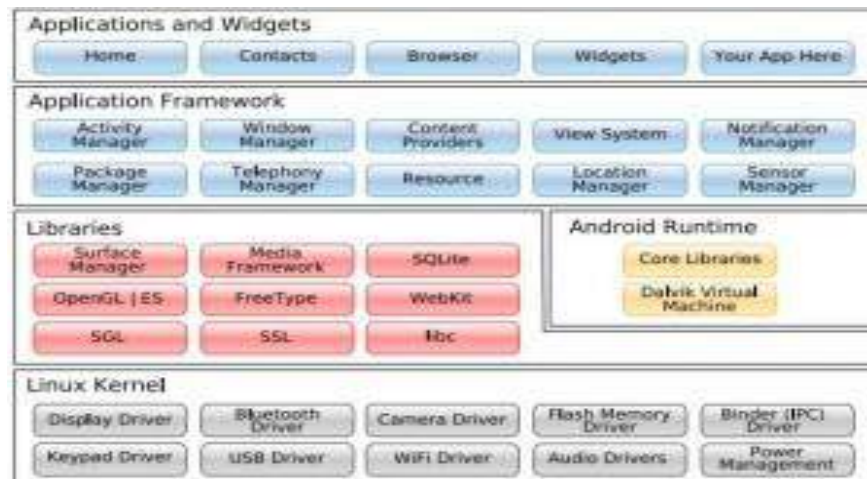 Applications and Widgets
Home Contacts Browser Widgets Your App Here
Application Framework
Activity Manager Window Manager Content Providers View System Notification Manager
Package Manager Telephony Manager Resource Location Manager Sensor Manager
Libraries
Surface Manager Media Framework SQLite
OpenGL | ES FreeType WebKit
SGL SSL libc
Android Runtime
Core Libraries
Dalvik Virtual Machine
Linux Kernel
Display Driver Bluetooth Driver Camera Driver Flash Memory Driver Binder (IPC) Driver
Keypad Driver USB Driver WiFi Driver Audio Drivers Power Management